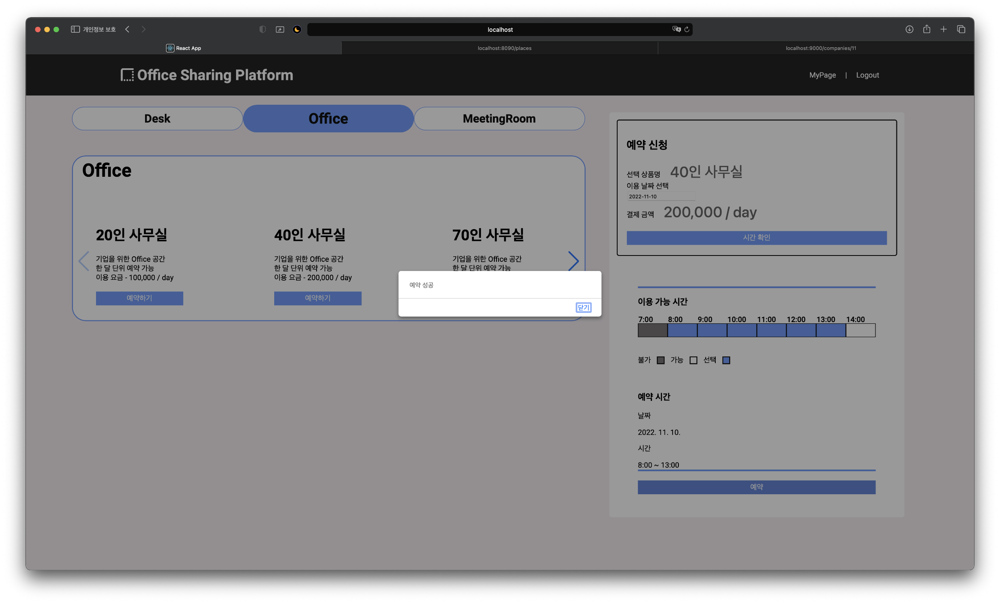 개인정보 보호
localhost
React App
localhost:8090/places
localhost:9000/companies/11
Office Sharing Platform
MyPage | Logout
Desk
Office
MeetingRoom
Office
20인 사무실
기업을 위한 Office 공간
한 달 단위 예약 가능
이용 요금 - 100,000 / day
예약하기
40인 사무실
기업을 위한 Office 공간
한 달 단위 예약 가능
이용 요금 - 200,000 / day
예약하기
70인 사무실
기업을 위한 Office 공간
한 달 단위 예약 가능
예약 성공
닫기
예약 신청
선택 상품명 40인 사무실
이용 날짜 선택
2022-11-10
결제 금액 200,000 / day
시간 확인
이용 가능 시간
7:00 8:00 9:00 10:00 11:00 12:00 13:00 14:00
불가 가능 선택
예약 시간
날짜
2022. 11. 10.
시간
8:00 ~ 13:00
예약